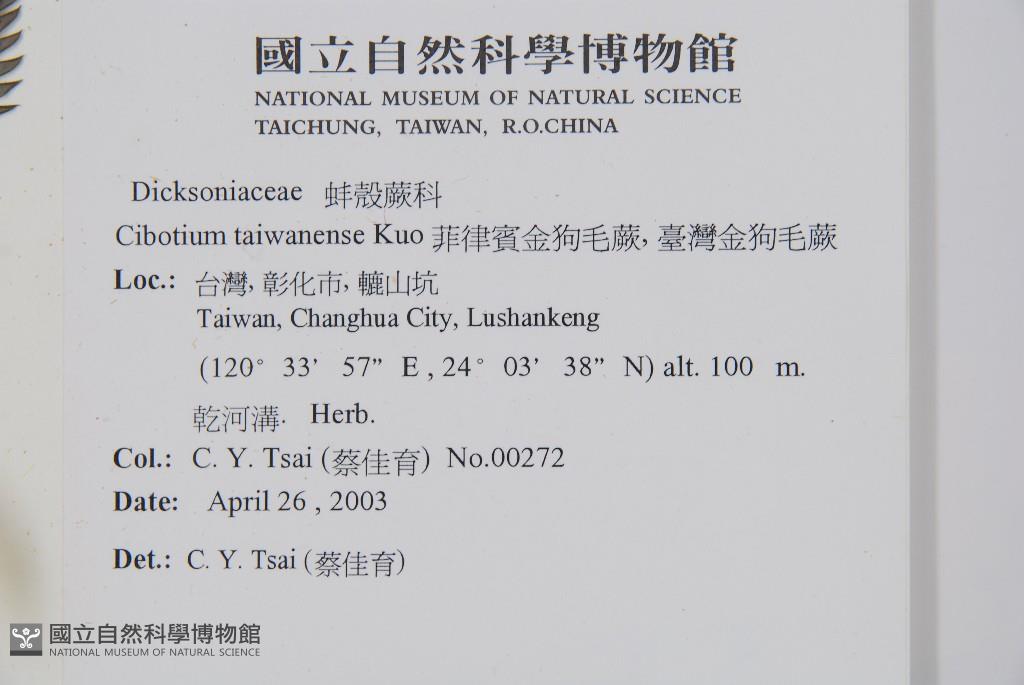 國立自然科學博物館
NATIONAL MUSEUM OF NATURAL SCIENCE
TAICHUNG, TAIWAN, R.O.CHINA
Dicksoniaceae 蚌殼蕨科
Cibotium taiwanense Kuo 菲律賓金狗毛蕨, 臺灣金狗毛蕨
Loc.: 台灣, 彰化市, 轆山坑
Taiwan, Changhua City, Lushankeng
(120° 33’ 57” E , 24° 03’ 38” N) alt. 100 m.
乾河溝. Herb.
Col.: C. Y. Tsai (蔡佳育) No.00272
Date: April 26 , 2003
Det.: C. Y. Tsai (蔡佳育)
國立自然科學博物館
NATIONAL MUSEUM OF NATURAL SCIENCE